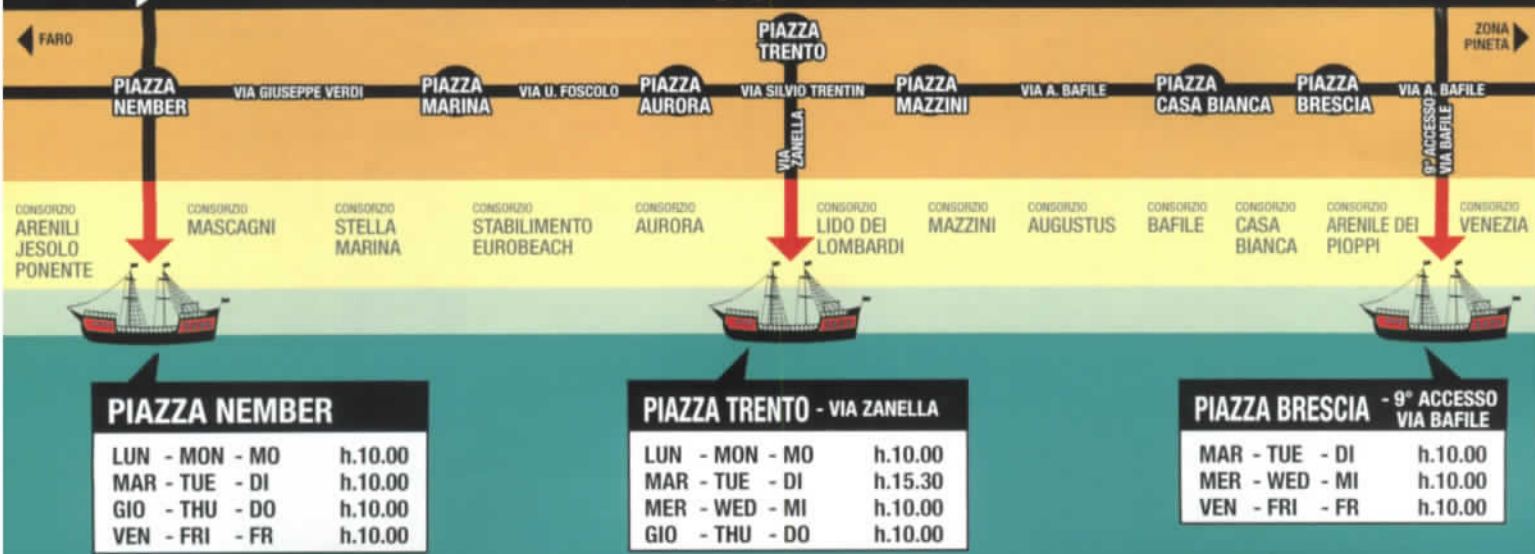 FARO
ZONA
PINETA
PIAZZA
TRENTO
PIAZZA
NEMBER
VIA GIUSEPPE VERDI
PIAZZA
MARINA
VIA U. FOSCOLO
PIAZZA
AURORA
VIA SILVIO TRENTIN
PIAZZA
MAZZINI
VIA A. BAFILE
PIAZZA
CASA BIANCA
PIAZZA
BRESCIA
VIA A. BAFILE
VIA
ZANELLA
9° ACCESSO
VIA BAFILE
CONSORZIO
ARENILI
JESOLO
PONENTE
CONSORZIO
MASCAGNI
CONSORZIO
STELLA
MARINA
CONSORZIO
STABILIMENTO
EUROBEACH
CONSORZIO
AURORA
CONSORZIO
LIDO DEI
LOMBARDI
CONSORZIO
MAZZINI
CONSORZIO
AUGUSTUS
CONSORZIO
BAFILE
CONSORZIO
CASA
BIANCA
CONSORZIO
ARENILE DEI
PIOPPI
CONSORZIO
VENEZIA
PIAZZA NEMBER
LUN - MON - MO h.10.00
MAR - TUE - DI h.10.00
GIO - THU - DO h.10.00
VEN - FRI - FR h.10.00
PIAZZA TRENTO - VIA ZANELLA
LUN - MON - MO h.10.00
MAR - TUE - DI h.15.30
MER - WED - MI h.10.00
GIO - THU - DO h.10.00
PIAZZA BRESCIA - 9° ACCESSO
VIA BAFILE
MAR - TUE - DI h.10.00
MER - WED - MI h.10.00
VEN - FRI - FR h.10.00